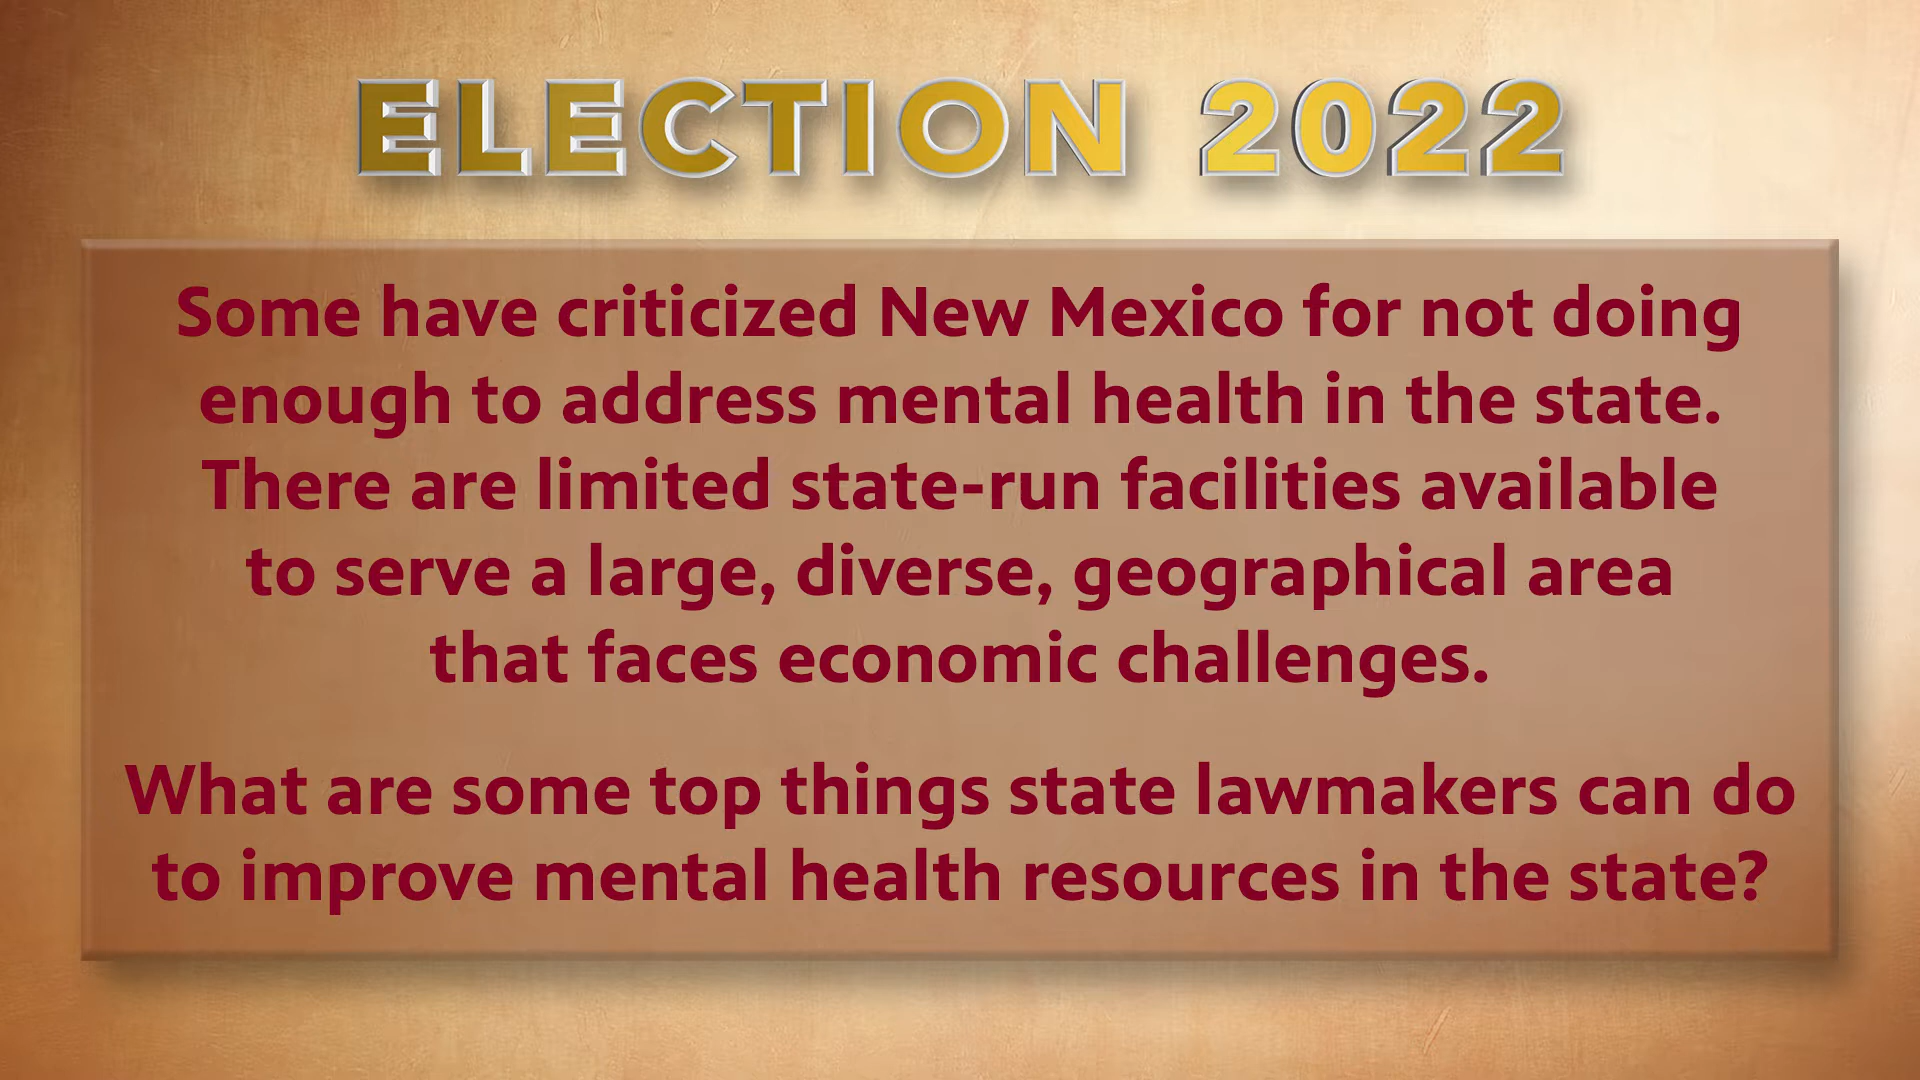 ELECTION 2022
Some have criticized New Mexico for not doing
enough to address mental health in the state.
There are limited state-run facilities available
to serve a large, diverse, geographical area
that faces economic challenges.
What are some top things state lawmakers can do
to improve mental health resources in the state?